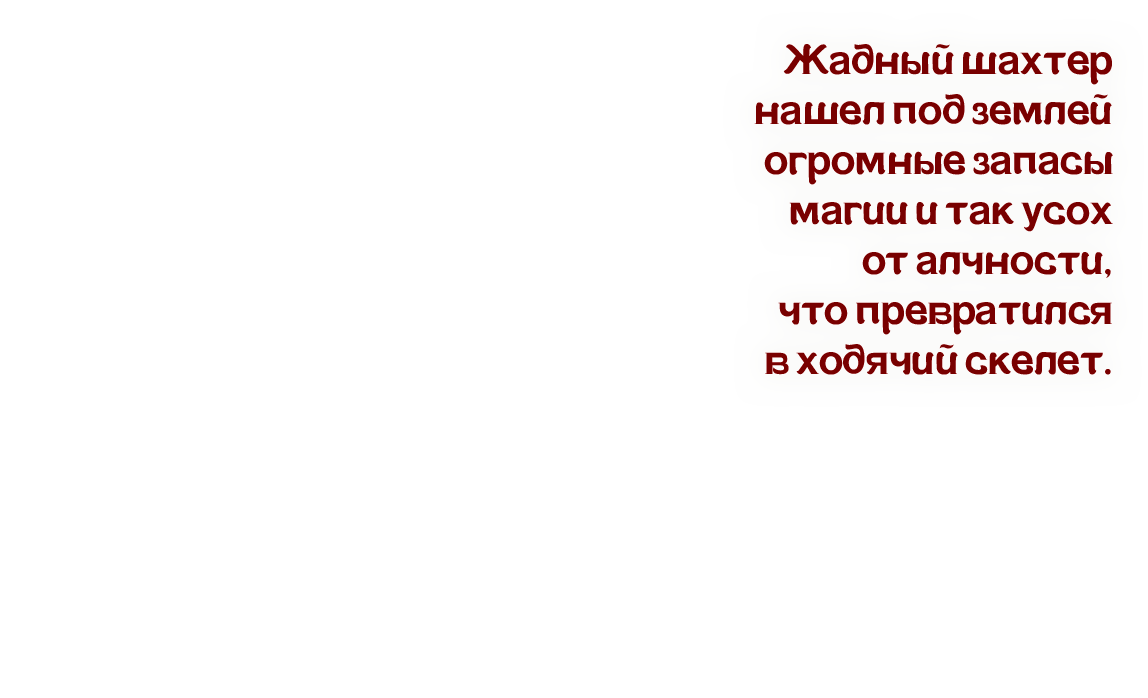 Жадный шахтер
нашел под землей
огромные запасы
магии и так усох
от алчности,
что превратился
в ходячий скелет.